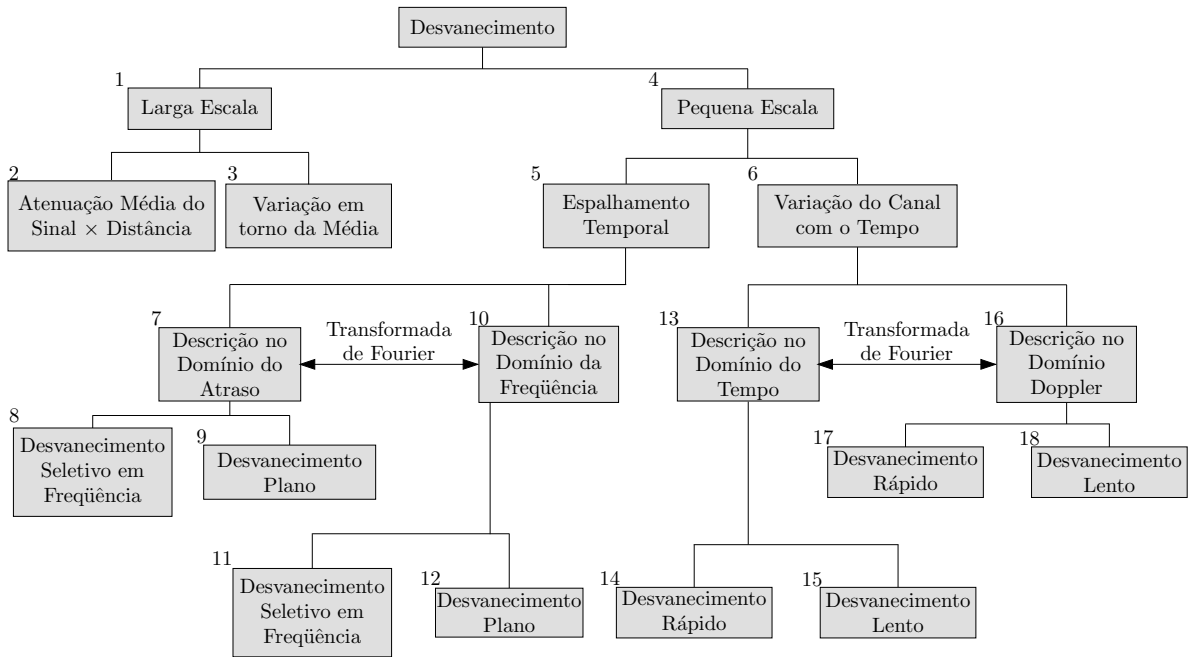 Desvanecimento
1
Larga Escala
4
Pequena Escala
2
Atenuação Média do
Sinal × Distância
3
Variação em
torno da Média
5
Espalhamento
Temporal
6
Variação do Canal
com o Tempo
7
Descrição no
Domínio do
Atraso
Transformada
de Fourier
10
Descrição no
Domínio da
Freqüência
13
Descrição no
Domínio do
Tempo
Transformada
de Fourier
16
Descrição no
Domínio
Doppler
8
Desvanecimento
Seletivo em
Freqüência
9
Desvanecimento
Plano
17
Desvanecimento
Rápido
18
Desvanecimento
Lento
11
Desvanecimento
Seletivo em
Freqüência
12
Desvanecimento
Plano
14
Desvanecimento
Rápido
15
Desvanecimento
Lento